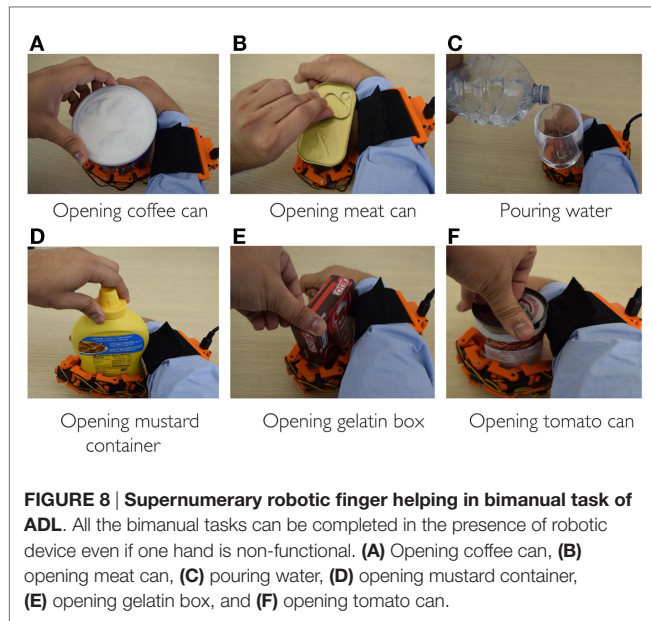 A
B
C
Opening coffee can
Opening meat can
Pouring water
D
E
F
Opening mustard
container
Opening gelatin box
Opening tomato can
FIGURE 8 | Supernumerary robotic finger helping in bimanual task of
ADL. All the bimanual tasks can be completed in the presence of robotic
device even if one hand is non-functional. (A) Opening coffee can, (B)
opening meat can, (C) pouring water, (D) opening mustard container,
(E) opening gelatin box, and (F) opening tomato can.